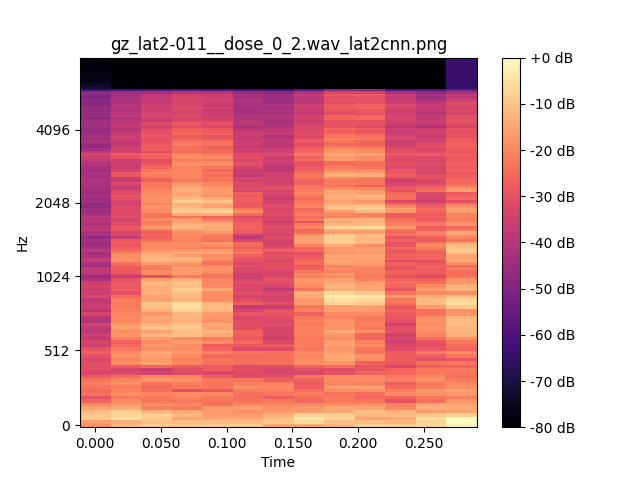 gz_lat2-011__dose_0_2.wav_lat2cnn.png
Hz
4096
2048
1024
512
0
0.000 0.050 0.100 0.150 0.200 0.250
Time
+0 dB
-10 dB
-20 dB
-30 dB
-40 dB
-50 dB
-60 dB
-70 dB
-80 dB